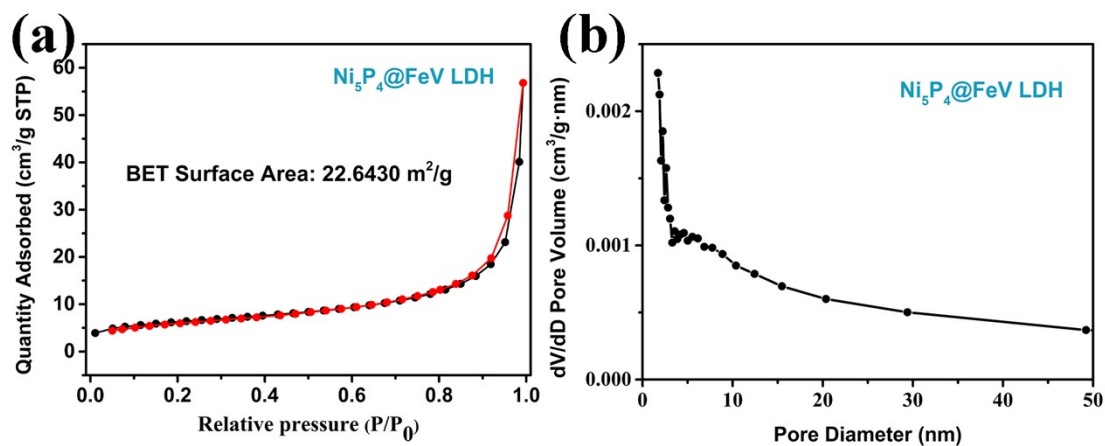 (a)
Quantity Adsorbed (cm³/g STP)
60
50
40
30
20
10
0
Ni₅P₄@FeV LDH
BET Surface Area: 22.6430 m²/g
0.0 0.2 0.4 0.6 0.8 1.0
Relative pressure (P/P₀)
(b)
dV/dD Pore Volume (cm³/g·nm)
0.002
0.001
0.000
Ni₅P₄@FeV LDH
0 10 20 30 40 50
Pore Diameter (nm)